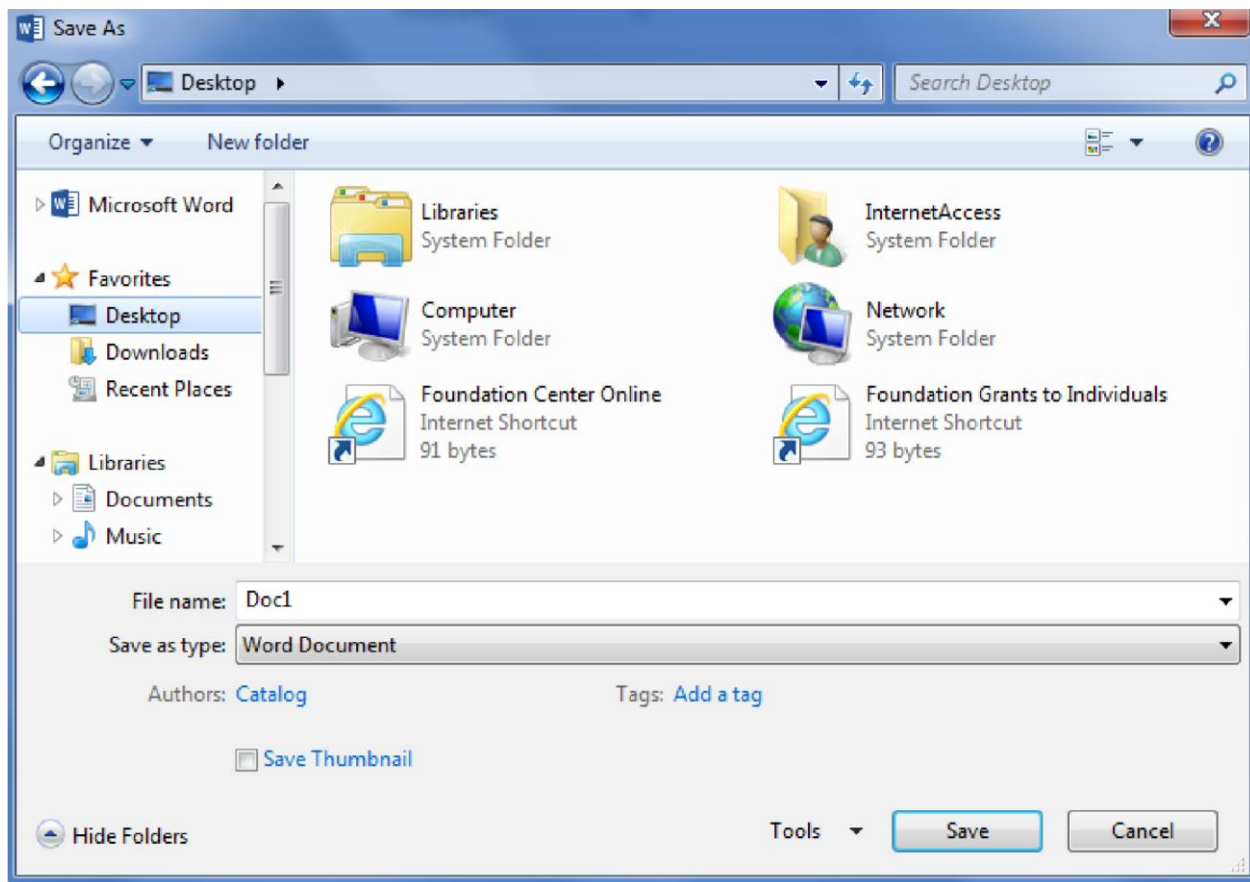 Save As
Desktop
Search Desktop
Organize
New folder
Microsoft Word
Favorites
Desktop
Downloads
Recent Places
Libraries
Documents
Music
Libraries
System Folder
InternetAccess
System Folder
Computer
System Folder
Network
System Folder
Foundation Center Online
Internet Shortcut
91 bytes
Foundation Grants to Individuals
Internet Shortcut
93 bytes
File name: Doc1
Save as type: Word Document
Authors: Catalog
Tags: Add a tag
Save Thumbnail
Hide Folders
Tools
Save
Cancel